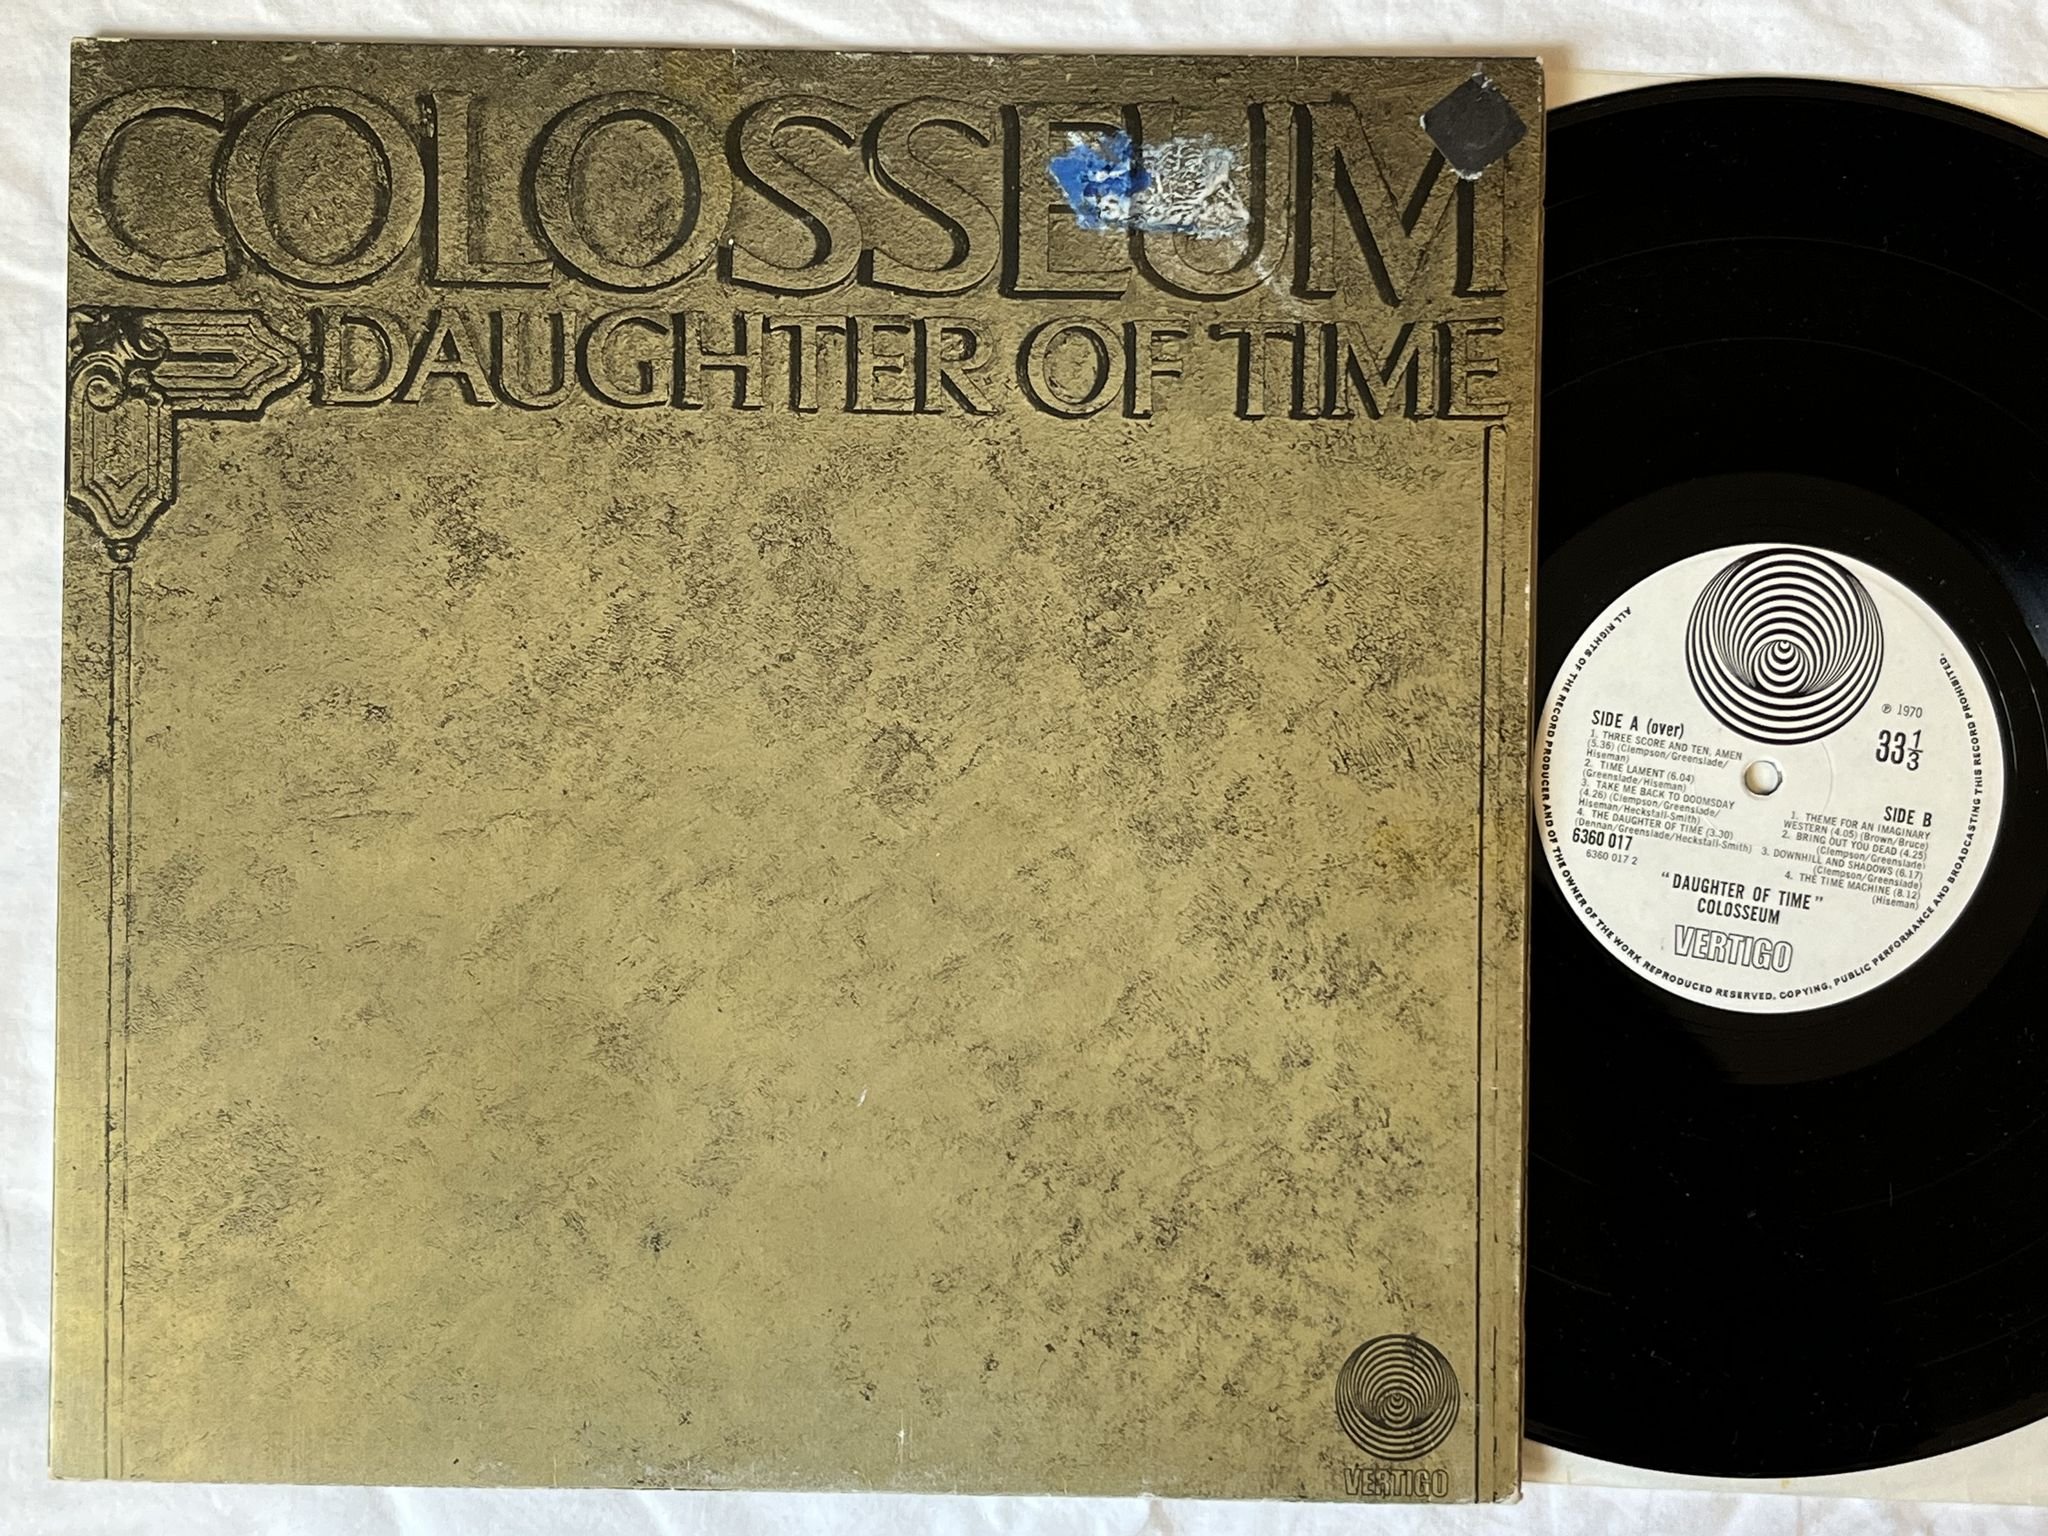 COLOSSEUM
DAUGHTER OF TIME
VERTIGO
ALL RIGHTS OF THE RECORD PRODUCER AND OF THE OWNER OF THE WORK REPRODUCED RESERVED. COPYING, PUBLIC PERFORMANCE AND BROADCASTING THIS RECORD PROHIBITED.
℗ 1970
33 1/3
SIDE A (over)
1. THREE SCORE AND TEN, AMEN
(5.36) (Clempson/Greenslade/
Hiseman)
2. TIME LAMENT (6.04)
(Greenslade/Hiseman)
3. TAKE ME BACK TO DOOMSDAY
(4.26) (Clempson/Greenslade/
Hiseman/Heckstall-Smith)
4. THE DAUGHTER OF TIME (3.30)
(Dennan/Greenslade/Heckstall-Smith)
6360 017
6360 017 2
SIDE B
1. THEME FOR AN IMAGINARY
WESTERN (4.05) (Brown/Bruce)
2. BRING OUT YOU DEAD (4.25)
(Clempson/Greenslade)
3. DOWNHILL AND SHADOWS (6.17)
(Clempson/Greenslade)
4. THE TIME MACHINE (8.12)
(Hiseman)
"DAUGHTER OF TIME"
COLOSSEUM
VERTIGO